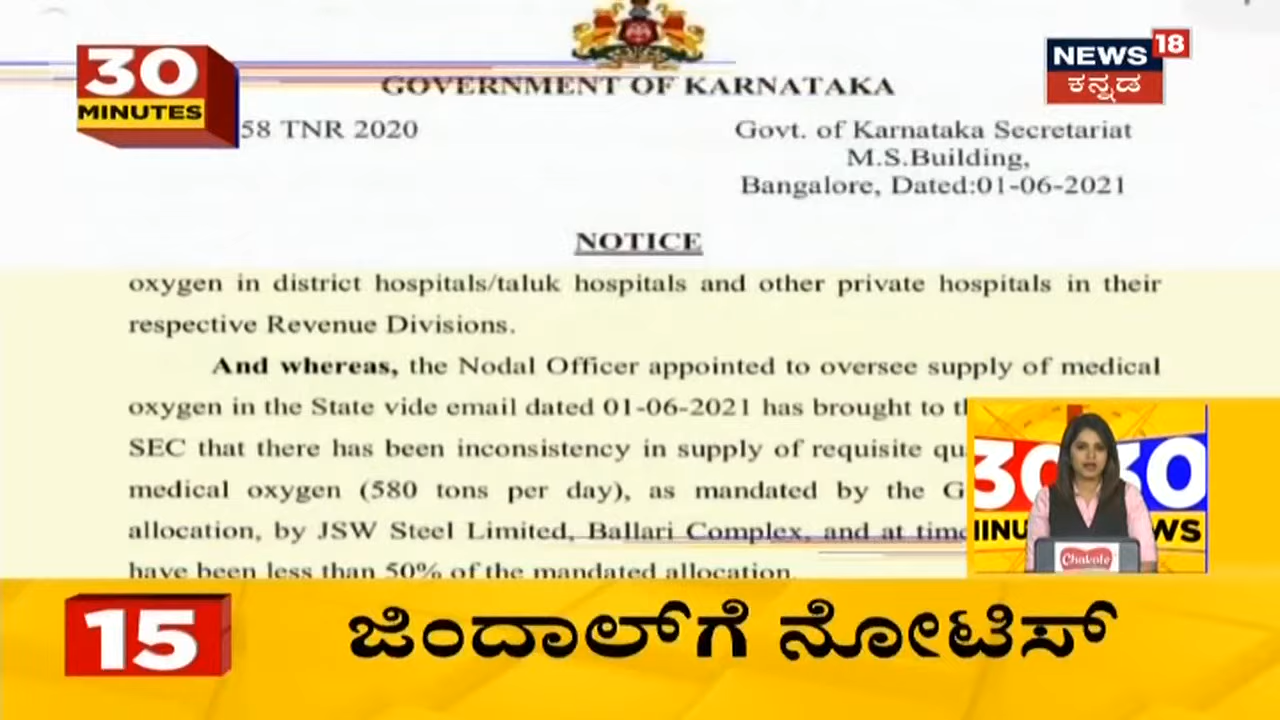 30
MINUTES
NEWS 18
ಕನ್ನಡ
GOVERNMENT OF KARNATAKA
58 TNR 2020
Govt. of Karnataka Secretariat
M.S.Building,
Bangalore, Dated:01-06-2021
NOTICE
oxygen in district hospitals/taluk hospitals and other private hospitals in their
respective Revenue Divisions.
And whereas, the Nodal Officer appointed to oversee supply of medical
oxygen in the State vide email dated 01-06-2021 has brought to
SEC that there has been inconsistency in supply of requisite
medical oxygen (580 tons per day), as mandated by the
allocation, by JSW Steel Limited, Ballari Complex, and at
have been less than 50% of the mandated allocation
30
Chakote
15
ಜಿಂದಾಲ್‌ಗೆ ನೋಟಿಸ್